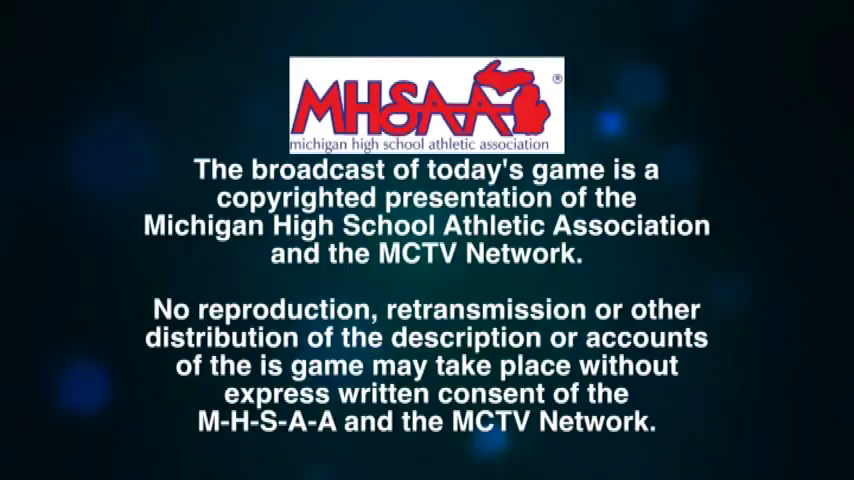 MHSAA®
michigan high school athletic association
The broadcast of today's game is a
copyrighted presentation of the
Michigan High School Athletic Association
and the MCTV Network.
No reproduction, retransmission or other
distribution of the description or accounts
of the is game may take place without
express written consent of the
M-H-S-A-A and the MCTV Network.